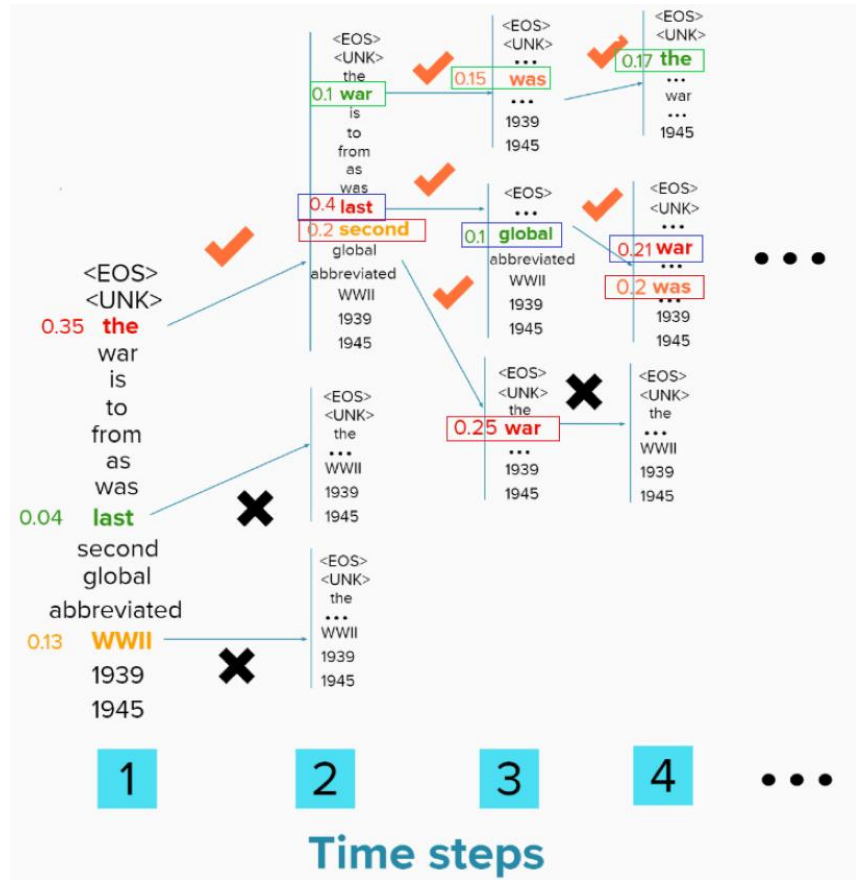 <EOS>
<UNK>
0.35 the
war
is
to
from
as
was
0.04 last
second
global
abbreviated
0.13 WWII
1939
1945
<EOS>
<UNK>
the
0.1 war
is
to
from
as
was
0.4 last
0.2 second
global
abbreviated
WWII
1939
1945
<EOS>
<UNK>
the
...
WWII
1939
1945
<EOS>
<UNK>
the
...
WWII
1939
1945
<EOS>
<UNK>
...
0.15 was
...
1939
1945
<EOS>
...
0.1 global
abbreviated
WWII
1939
1945
<EOS>
<UNK>
the
0.25 war
...
1939
1945
<EOS>
<UNK>
0.17 the
...
war
...
1945
<EOS>
<UNK>
...
0.21 war
...
0.2 was
...
1939
1945
<EOS>
<UNK>
the
...
WWII
1939
1945
...
1 2 3 4 ...
Time steps